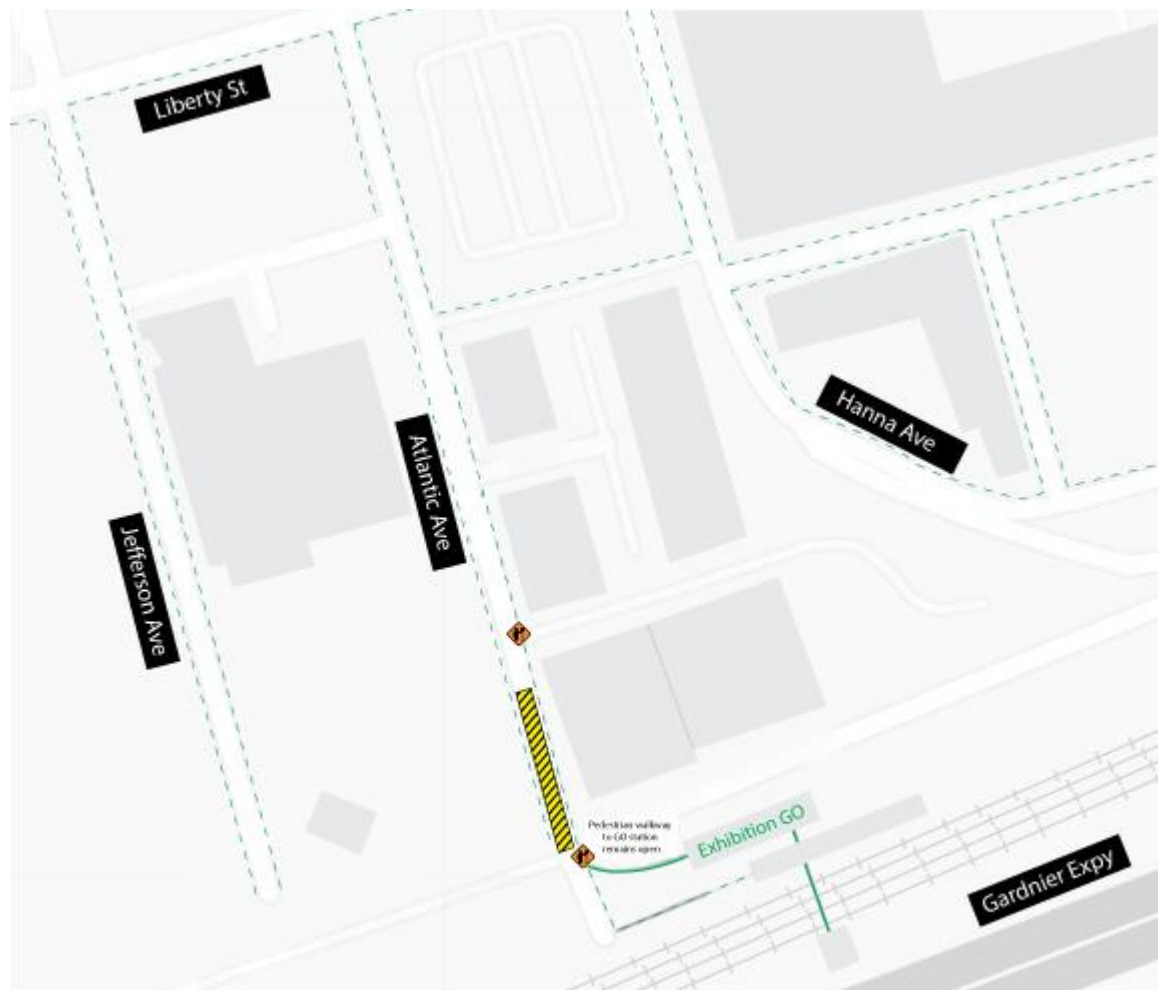 Liberty St
Hanna Ave
Atlantic Ave
Jefferson Ave
Pedestrian walkway
to GO station
remains open
Exhibition GO
Gardnier Expy